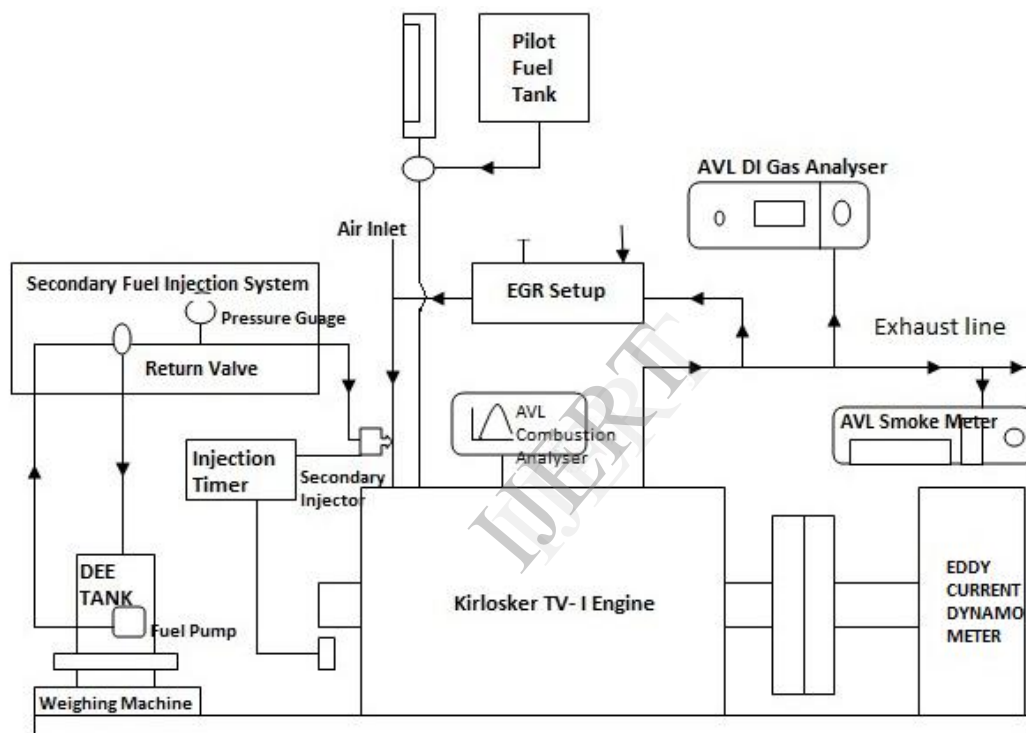 Pilot
Fuel
Tank
AVL DI Gas Analyser
Air Inlet
Secondary Fuel Injection System
Pressure Guage
Return Valve
EGR Setup
Exhaust line
AVL
Combustion
Analyser
AVL Smoke Meter
Injection
Timer
Secondary
Injector
DEE
TANK
Fuel Pump
Weighing Machine
Kirlosker TV- I Engine
EDDY
CURRENT
DYNAMO
METER
IJERT